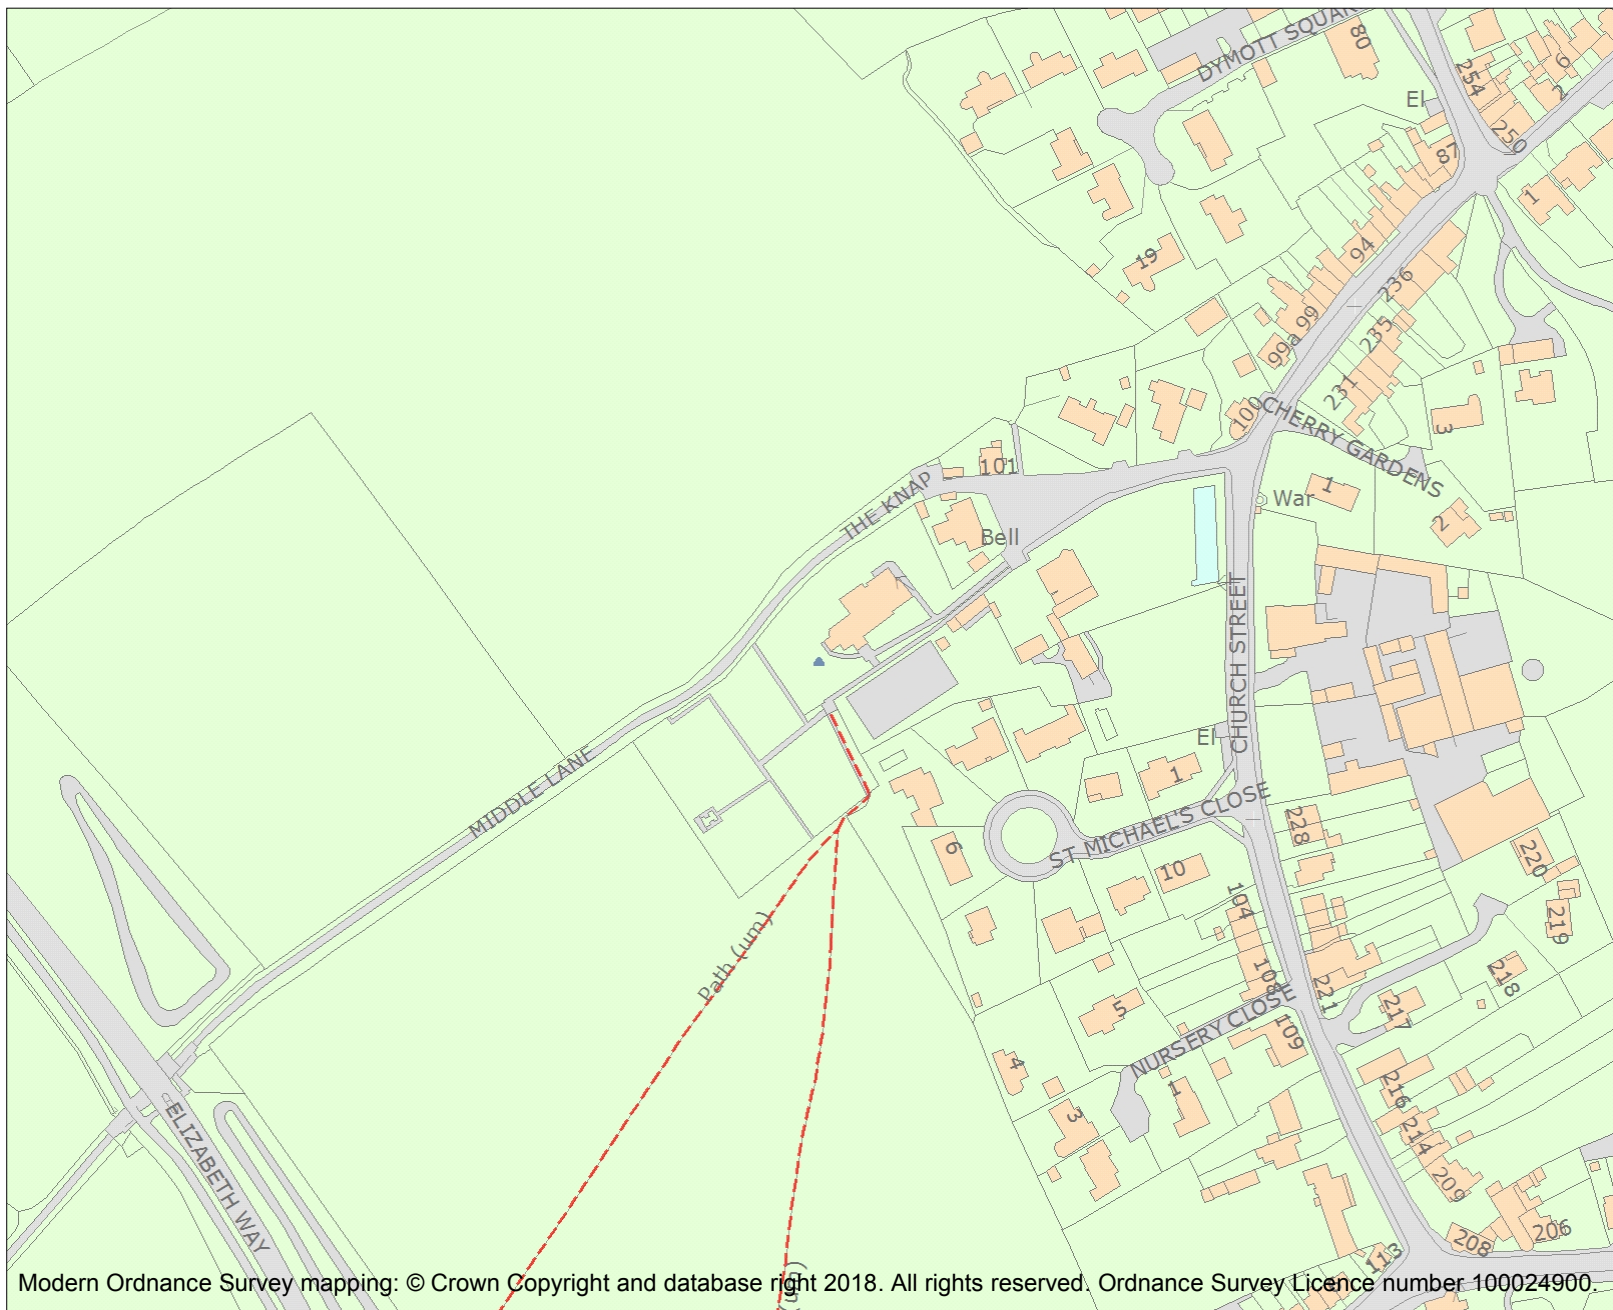 DYMOTT SQUAR
80
254
6
2
El
250
87
1
19
94
236
99
235
99a
231
100
CHERRY GARDENS
3
101
1
War
THE KNAP
2
Bell
CHURCH STREET
El
MIDDLE LANE
1
ST MICHAEL'S CLOSE
228
6
220
10
104
219
Path (um)
108
218
221
217
5
NURSERY CLOSE
109
4
1
216
3
214
ELIZABETH WAY
209
206
208
113
(um)
Modern Ordnance Survey mapping: © Crown Copyright and database right 2018. All rights reserved. Ordnance Survey Licence number 100024900.